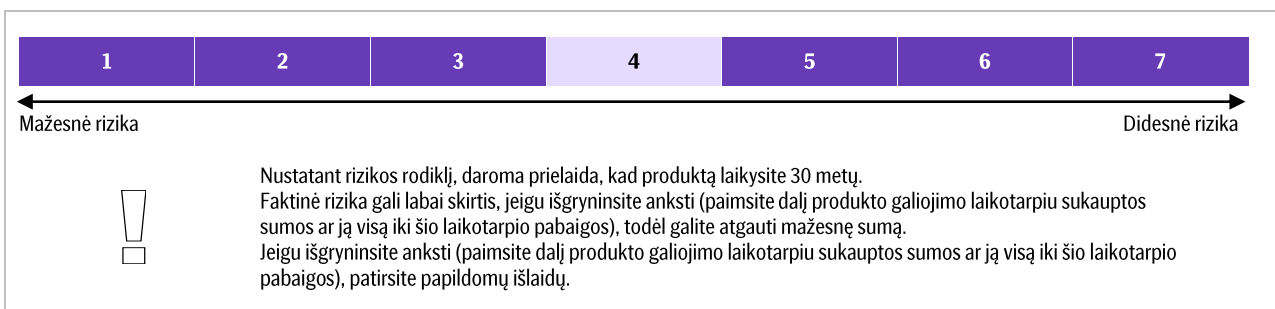 1 2 3 4 5 6 7
Mažesnė rizika Didesnė rizika
Nustatant rizikos rodiklį, daroma prielaida, kad produktą laikysite 30 metų.
Faktinė rizika gali labai skirtis, jeigu išgryninsite anksti (paimsite dalį produkto galiojimo laikotarpiu sukauptos
sumos ar ją visą iki šio laikotarpio pabaigos), todėl galite atgauti mažesnę sumą.
Jeigu išgryninsite anksti (paimsite dalį produkto galiojimo laikotarpiu sukauptos sumos ar ją visą iki šio laikotarpio
pabaigos), patirsite papildomų išlaidų.